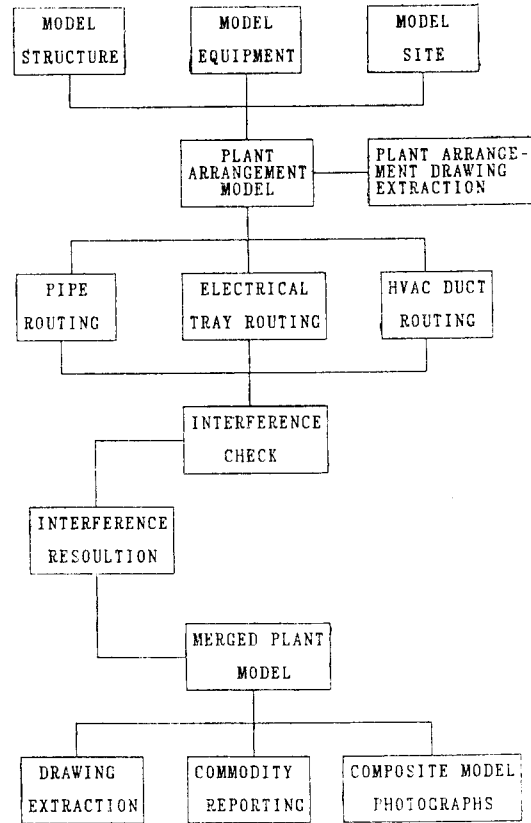 MODEL
STRUCTURE
MODEL
EQUIPMENT
MODEL
SITE
PLANT
ARRANGEMENT
MODEL
PLANT ARRANGE-
MENT DRAWING
EXTRACTION
PIPE
ROUTING
ELECTRICAL
TRAY ROUTING
HVAC DUCT
ROUTING
INTERFERENCE
CHECK
INTERFERENCE
RESOULTION
MERGED PLANT
MODEL
DRAWING
EXTRACTION
COMMODITY
REPORTING
COMPOSITE MODEL
PHOTOGRAPHS